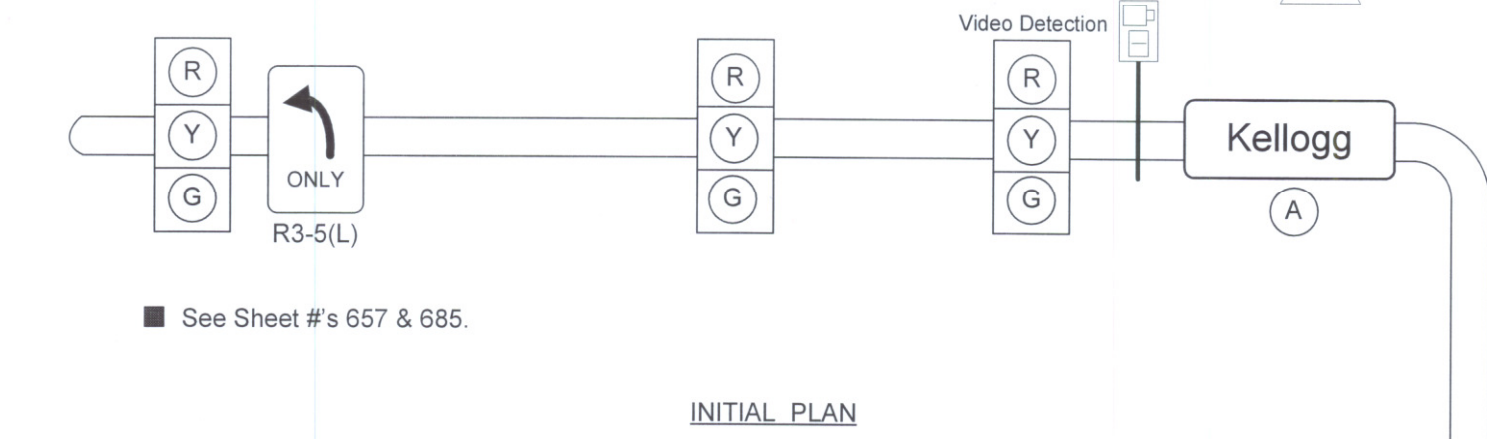 Video Detection
R
Y
G
ONLY
R3-5(L)
R
Y
G
R
Y
G
Kellogg
A
■ See Sheet #'s 657 & 685.
INITIAL PLAN